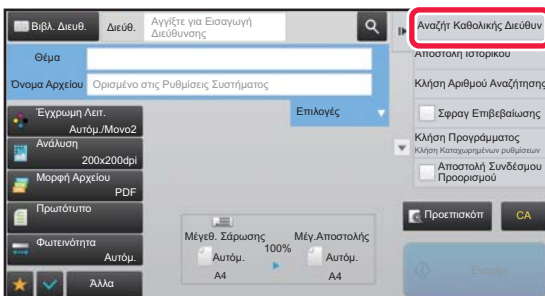 Βιβλ. Διευθ.
Διεύθ.
Αγγίξτε για Εισαγωγή
Διεύθυνσης
Θέμα
Όνομα Αρχείου
Ορισμένο στις Ρυθμίσεις Συστήματος
Έγχρωμη Λειτ.
Αυτόμ./Μονο2
Επιλογές
Ανάλυση
200x200dpi
Μορφή Αρχείου
PDF
Πρωτότυπο
Φωτεινότητα
Αυτόμ.
Άλλα
Μέγεθ. Σάρωσης
100%
Μέγ.Αποστολής
Αυτόμ.
Αυτόμ.
A4
A4
Αναζήτ Καθολικής Διεύθυν
Αποστολή Ιστορικού
Κλήση Αριθμού Αναζήτησης
Σφραγ Επιβεβαίωσης
Κλήση Προγράμματος
Κλήση Καταχωρημένων ρυθμίσεων
Αποστολή Συνδέσμου
Προορισμού
Προεπισκόπ
CA
Έναρξη